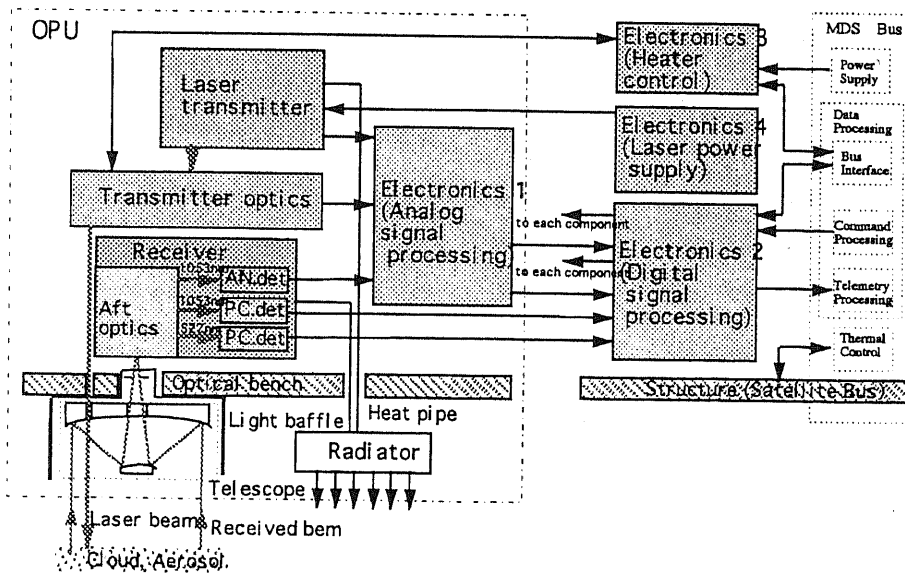 OPU
Laser
transmitter
Transmitter optics
Receiver
1053nm
AN.det
1053nm
PC.det
527nm
PC.det
Aft
optics
Optical bench
Light baffle
Heat pipe
Radiator
Telescope
Laser beam
Received bem
Cloud, Aerosol.
Electronics 1
(Analog
signal
processing)
Electronics 3
(Heater
control)
Electronics 4
(Laser power
supply)
to each component
to each component
Electronics 2
(Digital
signal
processing)
MDS Bus
Power
Supply
Data
Processing
Bus
Interface
Command
Processing
Telemetry
Processing
Thermal
Control
Structure (Satellite Bus)